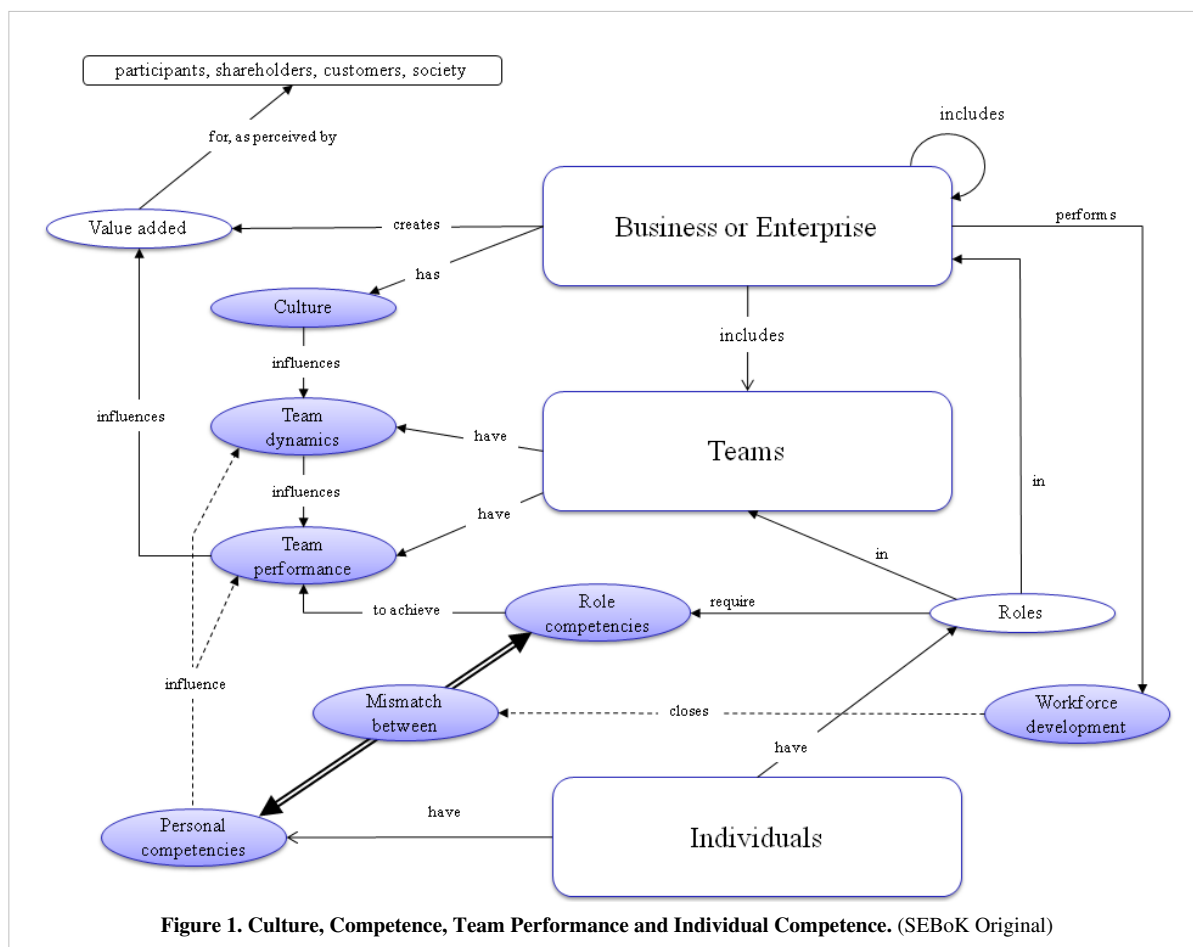 participants, shareholders, customers, society
for, as perceived by
includes
Business or Enterprise
performs
Value added
creates
has
Culture
includes
influences
influences
Team
dynamics
have
Teams
influences
have
in
Team
performance
in
to achieve
Role
competencies
require
Roles
influence
Mismatch
between
closes
Workforce
development
have
Personal
competencies
have
Individuals
Figure 1. Culture, Competence, Team Performance and Individual Competence. (SEBoK Original)